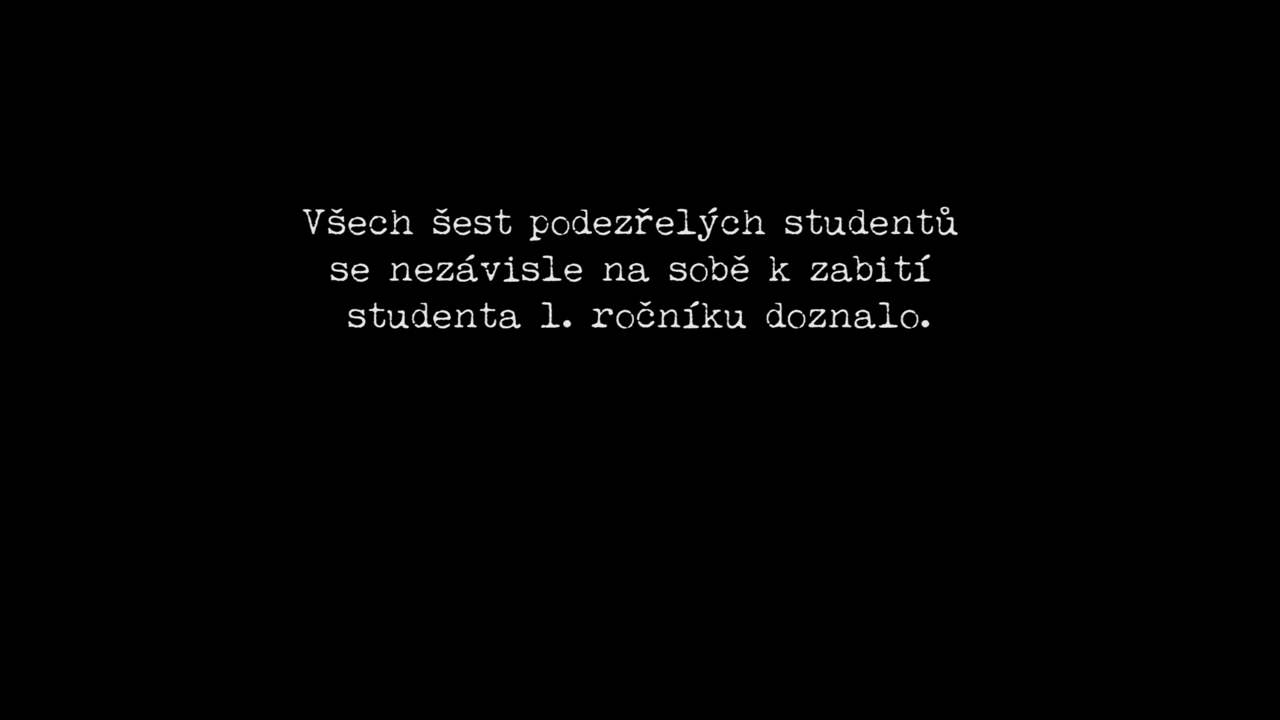 Všech šest podezřelých studentů
se nezávisle na sobě k zabití
studenta 1. ročníku doznalo.